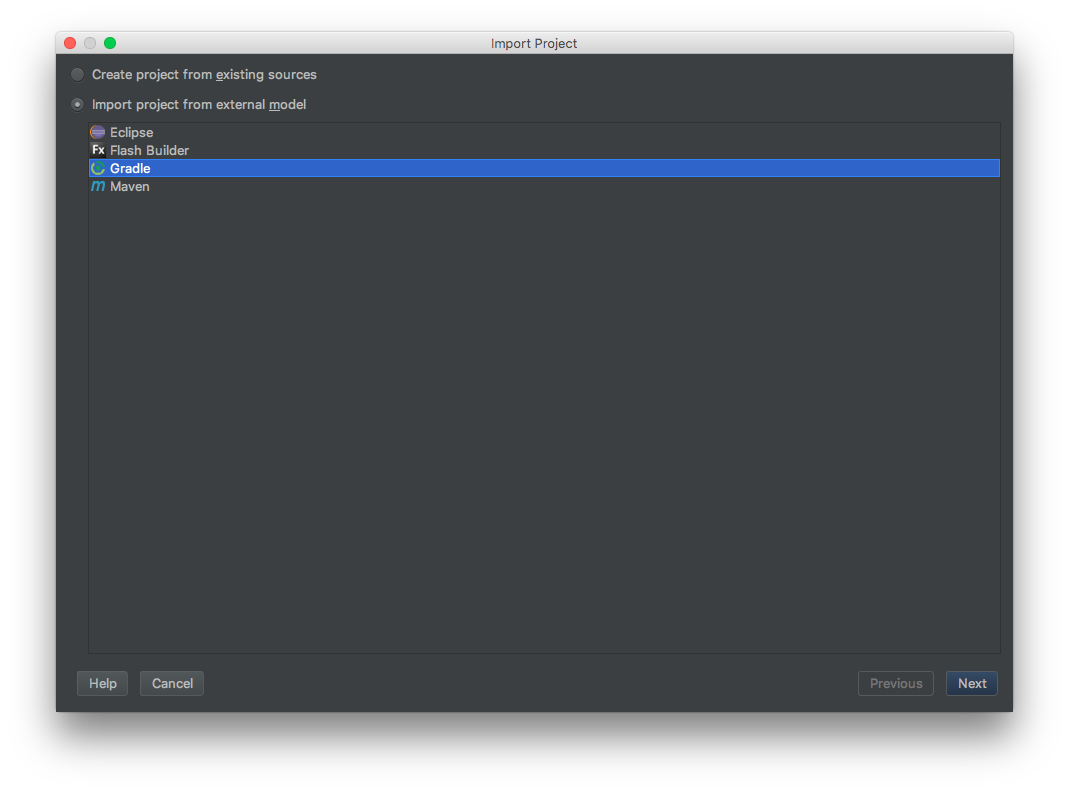 Import Project
Create project from existing sources
Import project from external model
Eclipse
Fx Flash Builder
Gradle
m Maven
Help Cancel Previous Next